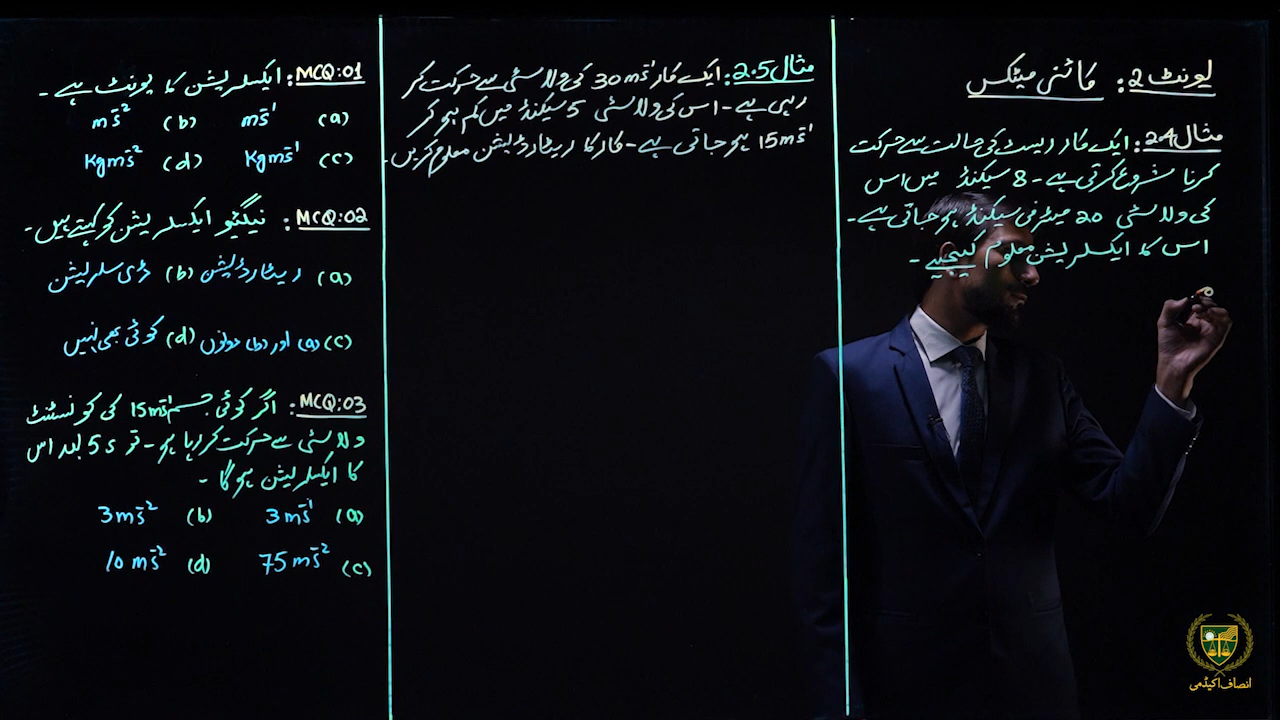 یونٹ 2: کائنی میٹکس
مثال 2.4: ایک کار ریسٹ کی حالت سے حرکت
کرنا شروع کرتی ہے۔ 8 سیکنڈ میں اس
کی ولاسٹی 20 میٹر فی سیکنڈ ہو جاتی ہے۔
اس کا ایکسلریشن معلوم کیجیے۔
مثال 2.5: ایک کار 30 ms⁻¹ کی ولاسٹی سے حرکت کر
رہی ہے۔ اس کی ولاسٹی 5 سیکنڈ میں کم ہو کر
15 ms⁻¹ ہو جاتی ہے۔ کار کا ریٹارڈیشن معلوم کریں۔
MCQ:01: ایکسلریشن کا یونٹ ہے۔
(a) ms⁻¹ (b) ms⁻²
(c) Kgms⁻¹ (d) Kgms⁻²
MCQ:02: نیگیٹو ایکسلریشن کو کہتے ہیں۔
(a) ریٹارڈیشن (b) ڈی سلریشن
(c) (a) اور (b) دونوں (d) کوئی بھی نہیں
MCQ:03: اگر کوئی جسم 15 ms⁻¹ کی کونسٹنٹ
ولاسٹی سے حرکت کر رہا ہو۔ تو 5 s بعد اس
کا ایکسلریشن ہو گا۔
(a) 3 ms⁻¹ (b) 3 ms⁻²
(c) 75 ms⁻² (d) 10 ms⁻²
انصاف اکیڈمی